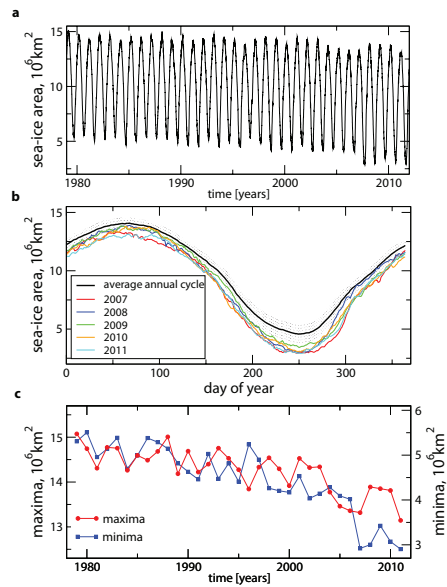 a
15
10
5
sea-ice area, 10⁶km²
1980 1990 2000 2010
time [years]
b
15
10
5
sea-ice area, 10⁶km²
average annual cycle
2007
2008
2009
2010
2011
0 100 200 300
day of year
c
15
14
13
12
maxima, 10⁶km²
6
5
4
3
minima, 10⁶km²
maxima
minima
1980 1990 2000 2010
time [years]